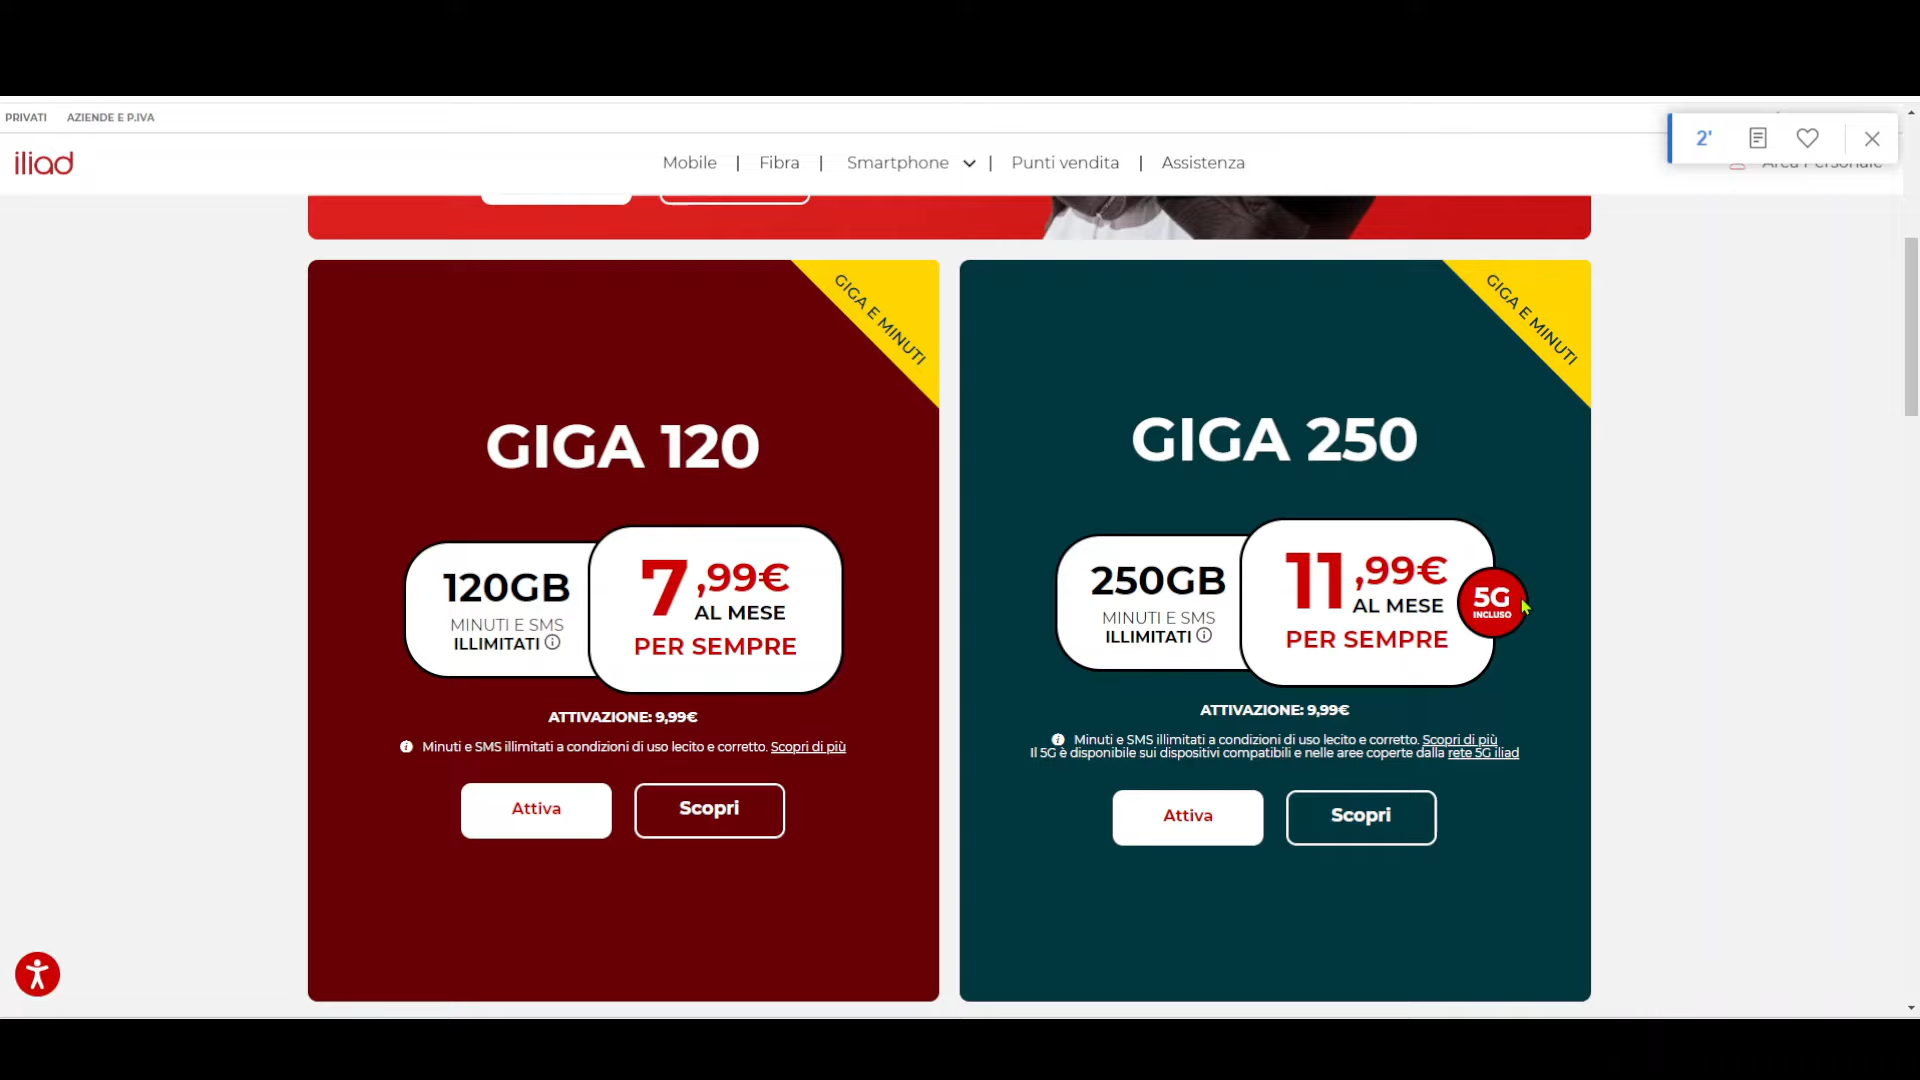 PRIVATI AZIENDE E P.IVA
2'
iliad
Mobile | Fibra | Smartphone | Punti vendita | Assistenza
Area Personale
GIGA E MINUTI
GIGA 120
120GB
MINUTI E SMS
ILLIMITATI
7,99€
AL MESE
PER SEMPRE
ATTIVAZIONE: 9,99€
Minuti e SMS illimitati a condizioni di uso lecito e corretto. Scopri di più
Attiva
Scopri
GIGA E MINUTI
GIGA 250
250GB
MINUTI E SMS
ILLIMITATI
11,99€
AL MESE
PER SEMPRE
5G
INCLUSO
ATTIVAZIONE: 9,99€
Minuti e SMS illimitati a condizioni di uso lecito e corretto. Scopri di più
Il 5G è disponibile sui dispositivi compatibili e nelle aree coperte dalla rete 5G iliad
Attiva
Scopri